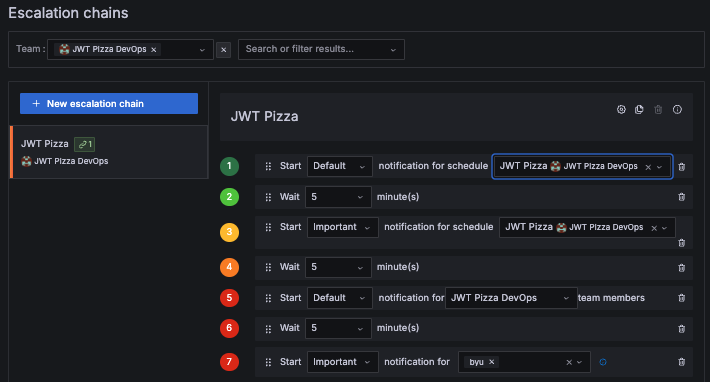 Escalation chains
Team : JWT PIzza DevOps × × Search or filter results...
+ New escalation chain
JWT Pizza 1
JWT PIzza DevOps
JWT Pizza
1 Start Default notification for schedule JWT Pizza JWT PIzza DevOps ×
2 Wait 5 minute(s)
3 Start Important notification for schedule JWT Pizza JWT PIzza DevOps ×
4 Wait 5 minute(s)
5 Start Default notification for JWT Pizza DevOps team members
6 Wait 5 minute(s)
7 Start Important notification for byu × ×